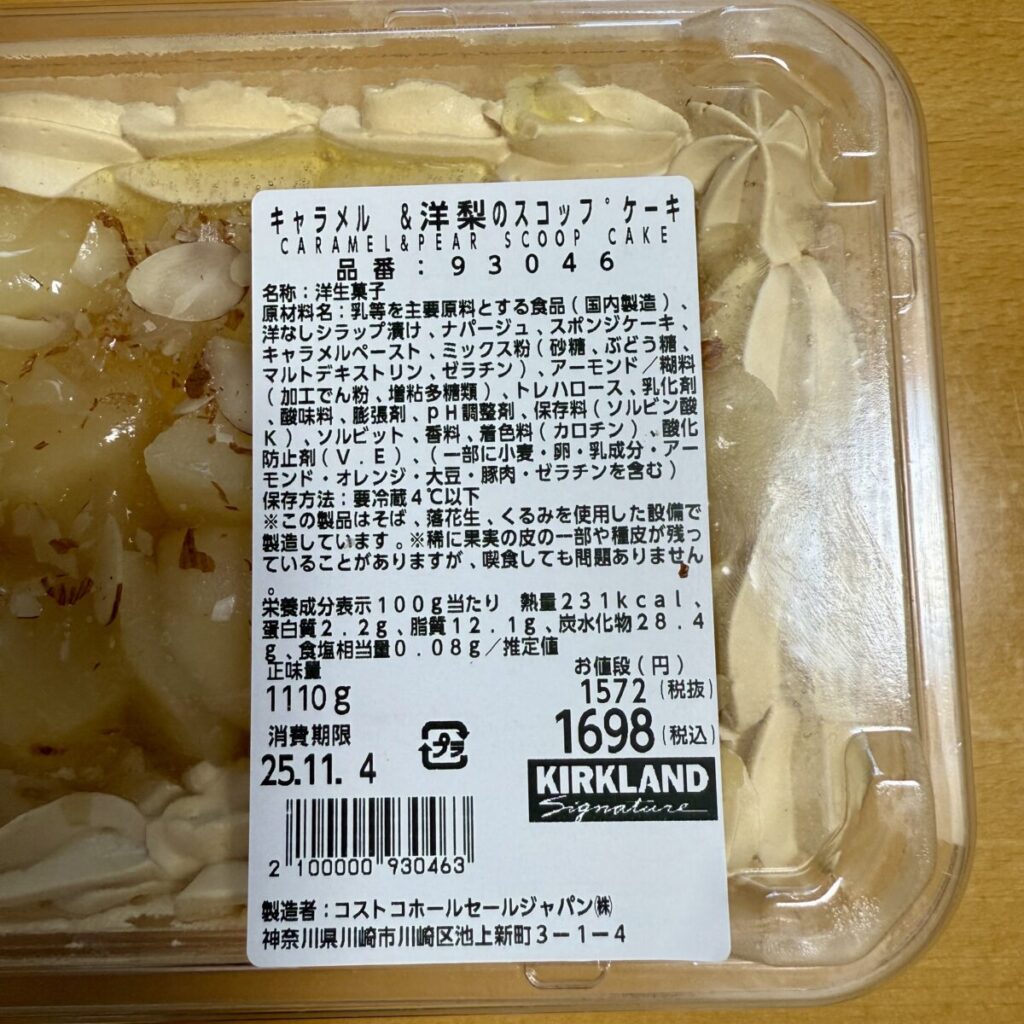 キャラメル &洋梨のスコップケーキ
CARAMEL&PEAR SCOOP CAKE
品番:93046
名称:洋生菓子
原材料名:乳等を主要原料とする食品(国内製造)、
洋なしシラップ漬け、ナパージュ、スポンジケーキ、
キャラメルペースト、ミックス粉(砂糖、ぶどう糖、
マルトデキストリン、ゼラチン)、アーモンド/糊料
(加工でん粉、増粘多糖類)、トレハロース、乳化剤
、酸味料、膨張剤、pH調整剤、保存料(ソルビン酸
K)、ソルビット、香料、着色料(カロチン)、酸化
防止剤(V.E)、(一部に小麦・卵・乳成分・アー
モンド・オレンジ・大豆・豚肉・ゼラチンを含む)
保存方法:要冷蔵4℃以下
※この製品はそば、落花生、くるみを使用した設備で
製造しています。※稀に果実の皮の一部や種皮が残っ
ていることがありますが、喫食しても問題ありません
。
栄養成分表示100g当たり 熱量231kcal、
蛋白質2.2g、脂質12.1g、炭水化物28.4
g、食塩相当量0.08g/推定値
正味量 お値段(円)
1110g 1572(税抜)
1698(税込)
消費期限
25.11. 4
プラ
KIRKLAND
Signature
2 100000 930463
製造者:コストコホールセールジャパン㈱
神奈川県川崎市川崎区池上新町3ー1ー4